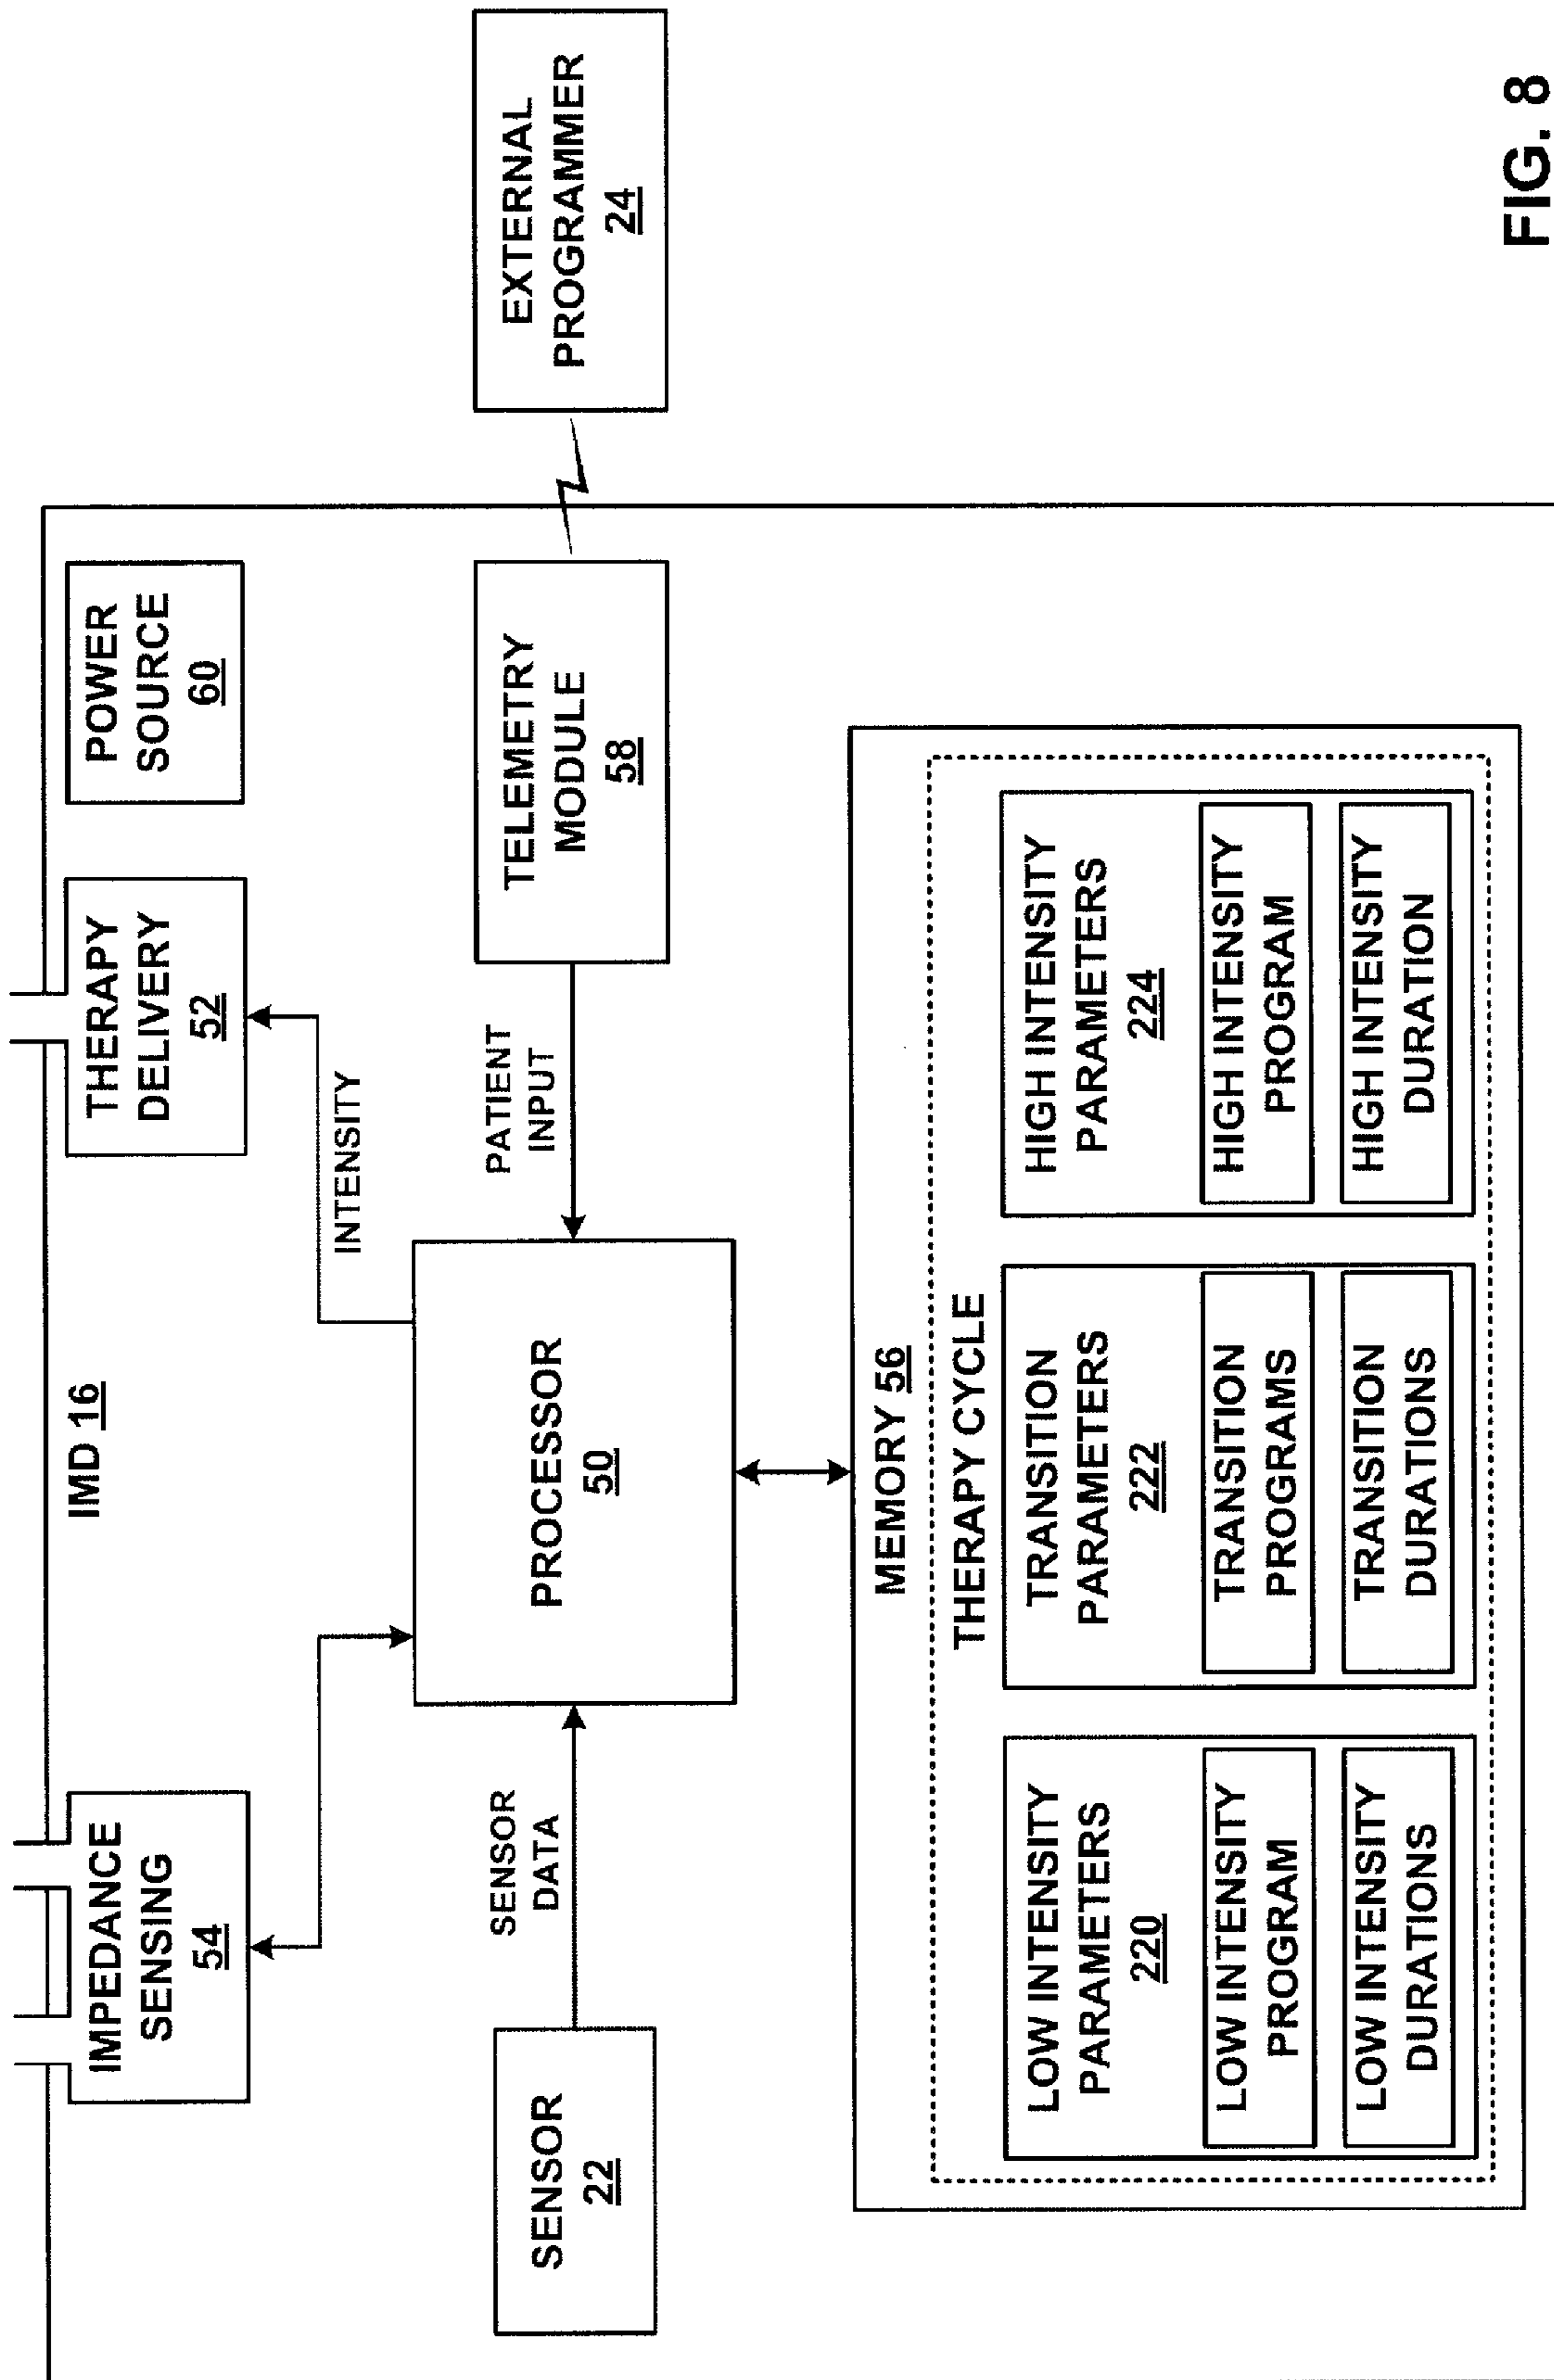 IMD 16
IMPEDANCE
SENSING
54
THERAPY
DELIVERY
52
POWER
SOURCE
60
INTENSITY
SENSOR
22
SENSOR
DATA
PROCESSOR
50
PATIENT
INPUT
TELEMETRY
MODULE
58
EXTERNAL
PROGRAMMER
24
MEMORY 56
THERAPY CYCLE
LOW INTENSITY
PARAMETERS
220
LOW INTENSITY
PROGRAM
LOW INTENSITY
DURATIONS
TRANSITION
PARAMETERS
222
TRANSITION
PROGRAMS
TRANSITION
DURATIONS
HIGH INTENSITY
PARAMETERS
224
HIGH INTENSITY
PROGRAM
HIGH INTENSITY
DURATION
FIG. 8